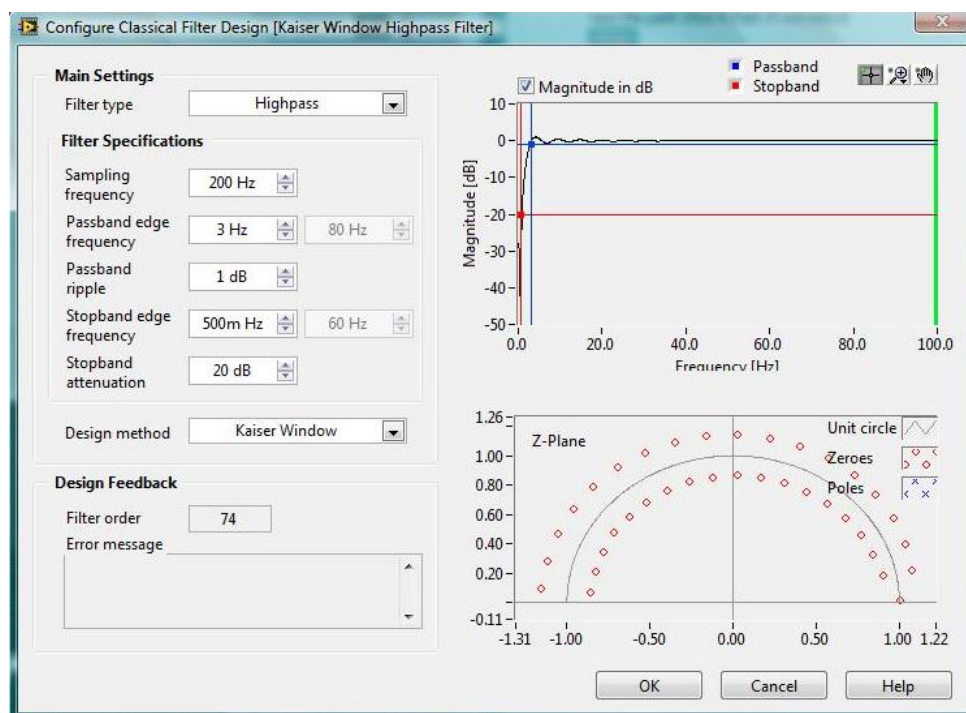 Configure Classical Filter Design [Kaiser Window Highpass Filter]
Main Settings
Filter type
Highpass
Filter Specifications
Sampling
frequency
200 Hz
Passband edge
frequency
3 Hz
80 Hz
Passband
ripple
1 dB
Stopband edge
frequency
500m Hz
60 Hz
Stopband
attenuation
20 dB
Design method
Kaiser Window
Design Feedback
Filter order
74
Error message
Magnitude in dB
Passband
Stopband
Magnitude [dB]
10
0
-10
-20
-30
-40
-50
0.0
20.0
40.0
60.0
80.0
100.0
Frequency [Hz]
Z-Plane
Unit circle
Zeroes
Poles
1.26
1.00
0.80
0.60
0.40
0.20
-0.11
-1.31
-1.00
-0.50
0.00
0.50
1.00
1.22
OK
Cancel
Help